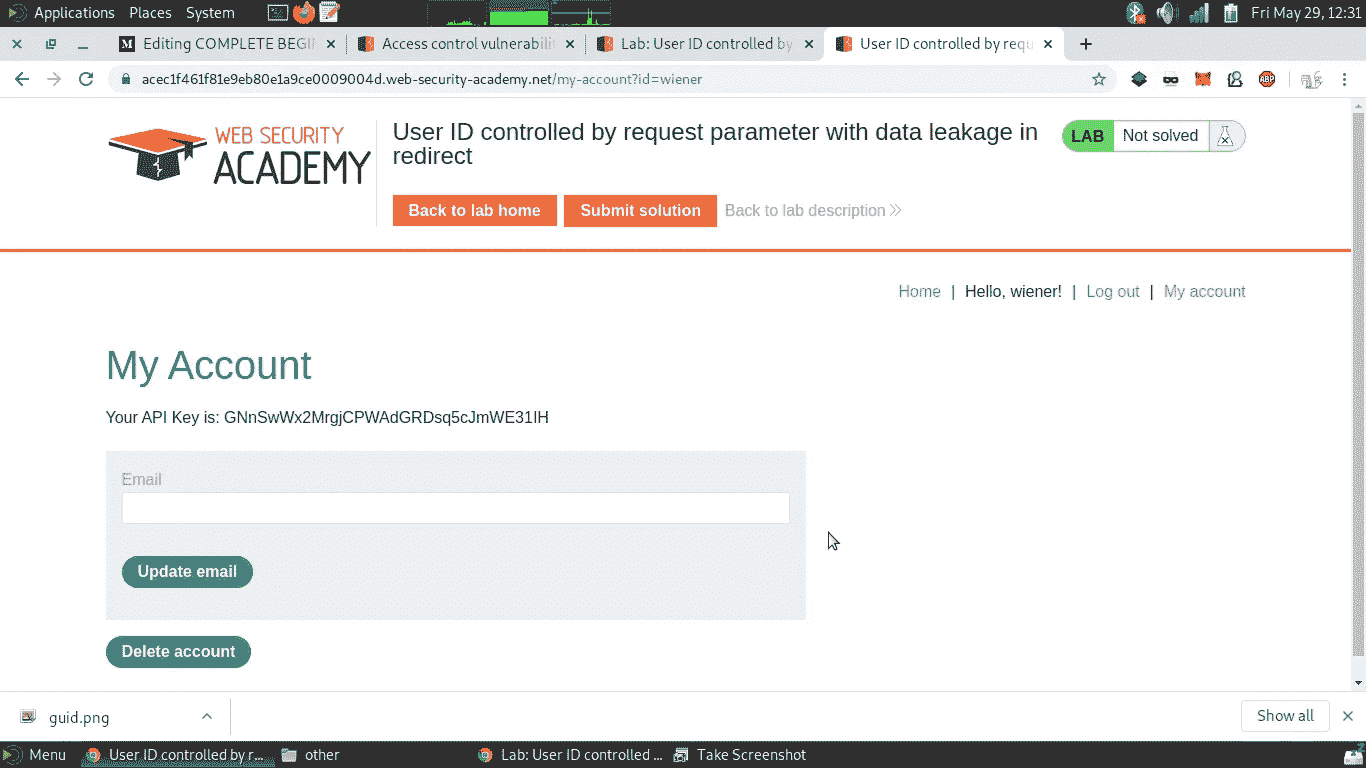 Applications Places System Fri May 29, 12:31
Editing COMPLETE BEGI Access control vulnerabili Lab: User ID controlled by User ID controlled by requ
acec1f461f81e9eb80e1a9ce0009004d.web-security-academy.net/my-account?id=wiener ABP
WEB SECURITY
ACADEMY
User ID controlled by request parameter with data leakage in
redirect
LAB Not solved
Back to lab home Submit solution Back to lab description
Home | Hello, wiener! | Log out | My account
My Account
Your API Key is: GNnSwWx2MrgjCPWAdGRDsq5cJmWE31IH
Email
Update email
Delete account
guid.png Show all
Menu User ID controlled by r... other Lab: User ID controlled ... Take Screenshot